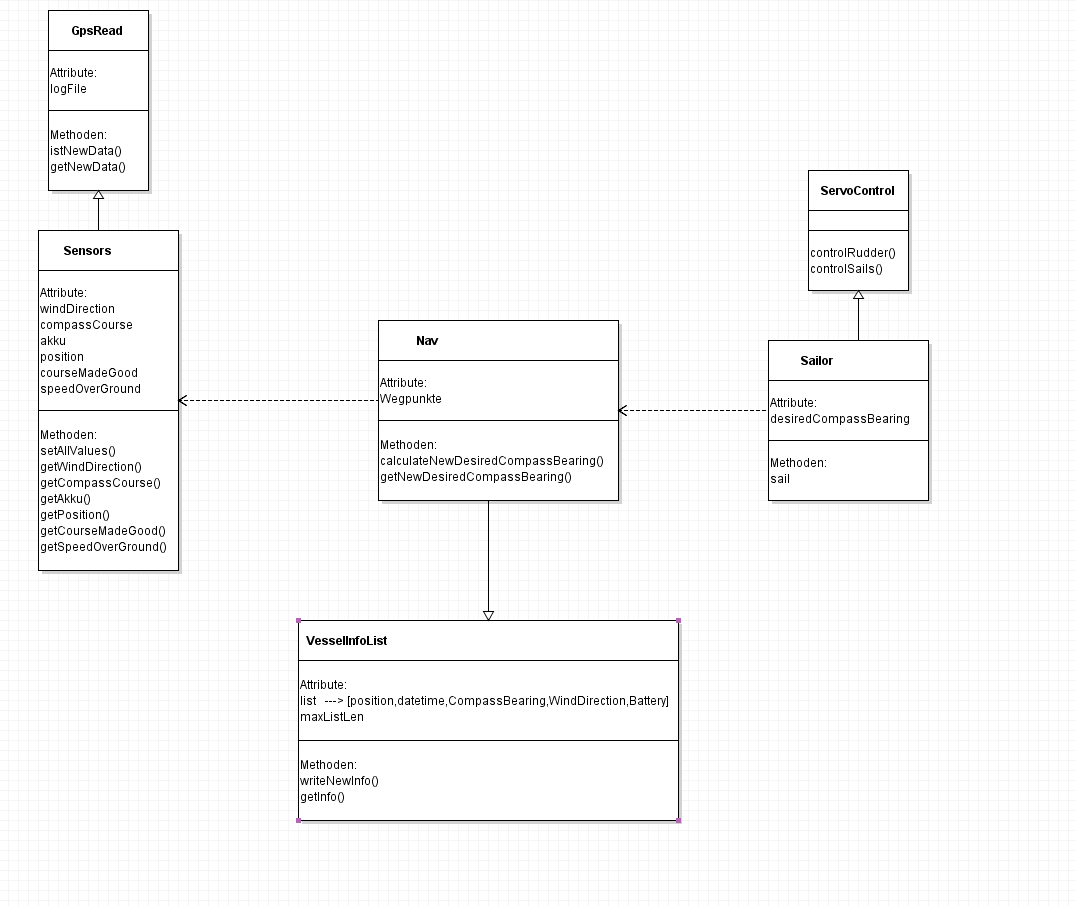 GpsRead
Attribute:
logFile
Methoden:
istNewData()
getNewData()
Sensors
Attribute:
windDirection
compassCourse
akku
position
courseMadeGood
speedOverGround
Methoden:
setAllValues()
getWindDirection()
getCompassCourse()
getAkku()
getPosition()
getCourseMadeGood()
getSpeedOverGround()
Nav
Attribute:
Wegpunkte
Methoden:
calculateNewDesiredCompassBearing()
getNewDesiredCompassBearing()
ServoControl
controlRudder()
controlSails()
Sailor
Attribute:
desiredCompassBearing
Methoden:
sail
VesselInfoList
Attribute:
list ---> [position,datetime,CompassBearing,WindDirection,Battery]
maxListLen
Methoden:
writeNewInfo()
getInfo()